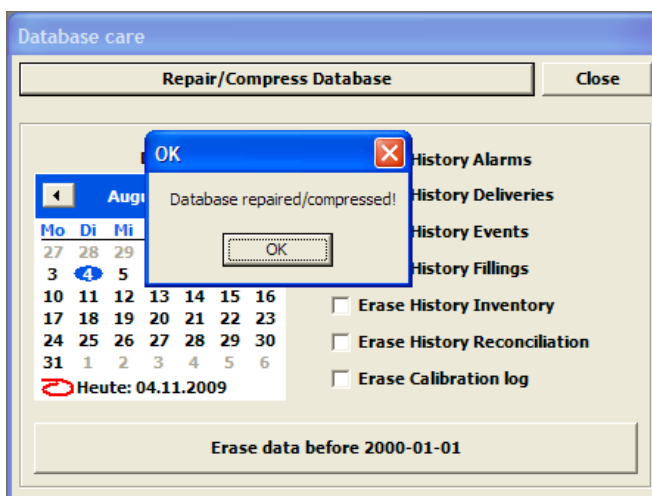 Database care
Repair/Compress Database
Close
OK
Database repaired/compressed!
OK
Augu
Mo Di Mi
27 28 29
3 4 5
10 11 12 13 14 15 16
17 18 19 20 21 22 23
24 25 26 27 28 29 30
31 1 2 3 4 5 6
Heute: 04.11.2009
History Alarms
History Deliveries
History Events
History Fillings
Erase History Inventory
Erase History Reconciliation
Erase Calibration log
Erase data before 2000-01-01